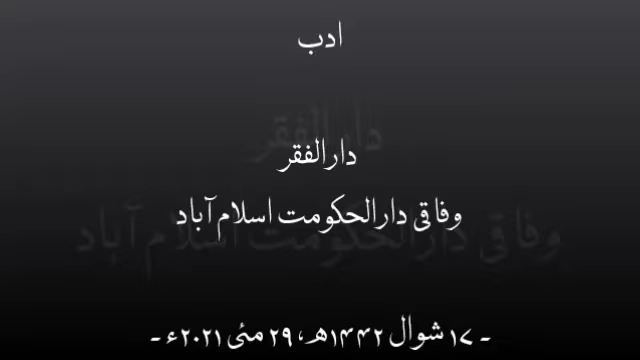 ادب
دارالفقر
وفاقی دارالحکومت اسلام آباد
۔ ۱۷ شوال ۱۴۴۲ھ، ۲۹ مئی ۲۰۲۱ء ۔